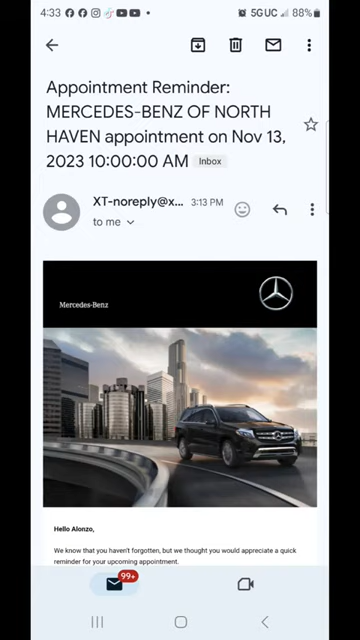 4:33
5G UC 88%
Appointment Reminder:
MERCEDES-BENZ OF NORTH
HAVEN appointment on Nov 13,
2023 10:00:00 AM Inbox
XT-noreply@x... 3:13 PM
to me
Mercedes-Benz
Hello Alonzo,
We know that you haven't forgotten, but we thought you would appreciate a quick
reminder for your upcoming appointment.
99+